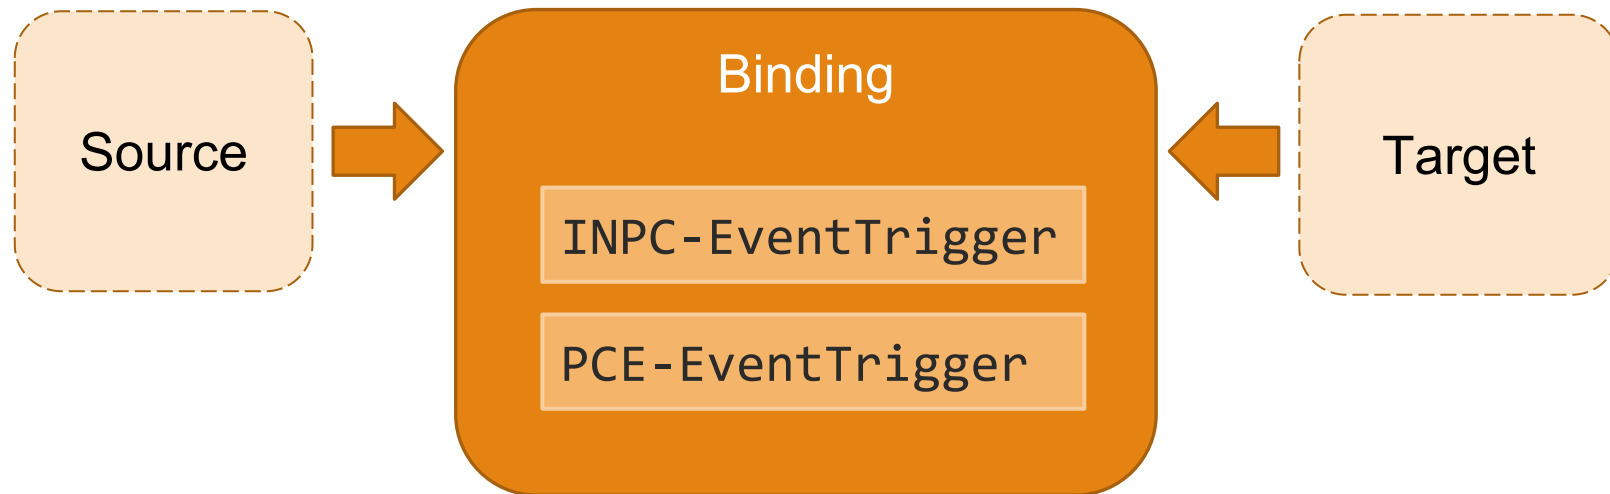 Binding
Source
Target
INPC-EventTrigger
PCE-EventTrigger